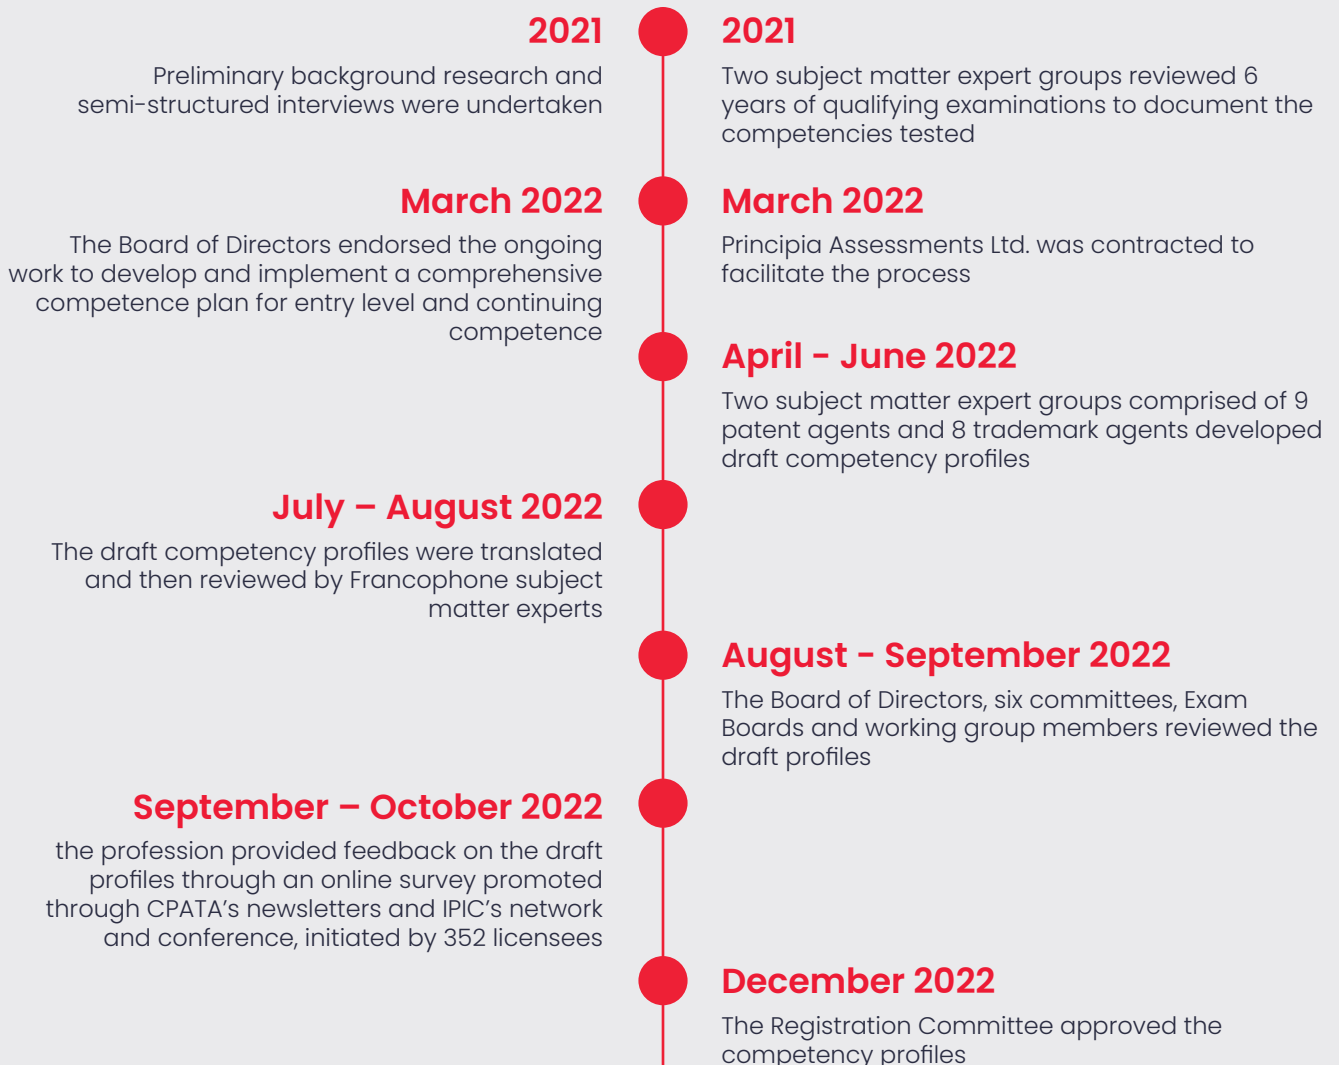 2021
Preliminary background research and
semi-structured interviews were undertaken
2021
Two subject matter expert groups reviewed 6
years of qualifying examinations to document the
competencies tested
March 2022
The Board of Directors endorsed the ongoing
work to develop and implement a comprehensive
competence plan for entry level and continuing
competence
March 2022
Principia Assessments Ltd. was contracted to
facilitate the process
April - June 2022
Two subject matter expert groups comprised of 9
patent agents and 8 trademark agents developed
draft competency profiles
July – August 2022
The draft competency profiles were translated
and then reviewed by Francophone subject
matter experts
August - September 2022
The Board of Directors, six committees, Exam
Boards and working group members reviewed the
draft profiles
September – October 2022
the profession provided feedback on the draft
profiles through an online survey promoted
through CPATA’s newsletters and IPIC’s network
and conference, initiated by 352 licensees
December 2022
The Registration Committee approved the
competency profiles